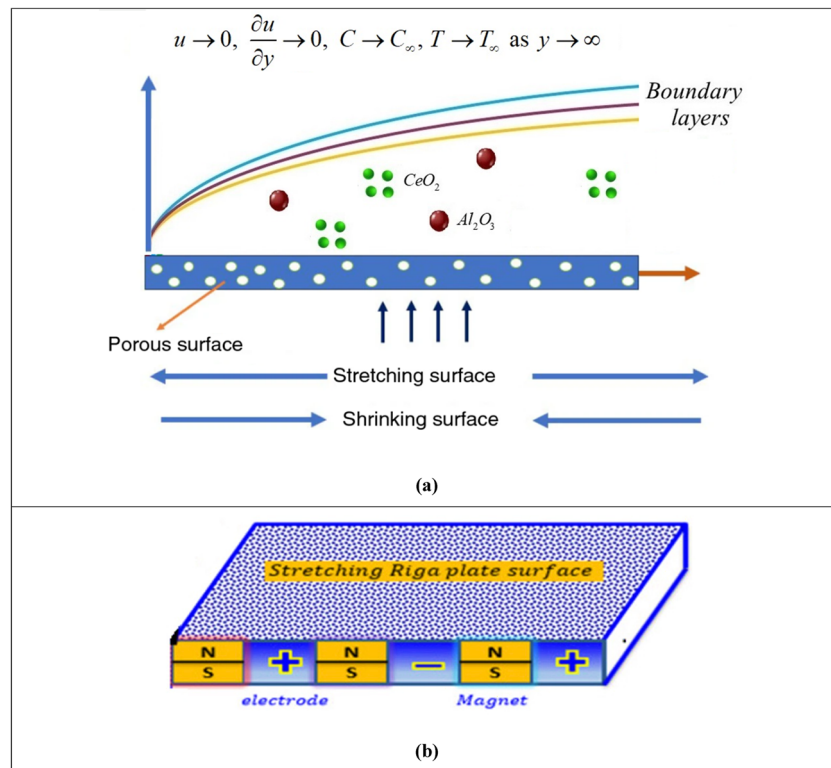 u → 0, ∂u/∂y → 0, C → C∞, T → T∞ as y → ∞
Boundary
layers
CeO₂
Al₂O₃
Porous surface
Stretching surface
Shrinking surface
(a)
Stretching Riga plate surface
N + N − N +
S S S
electrode Magnet
(b)